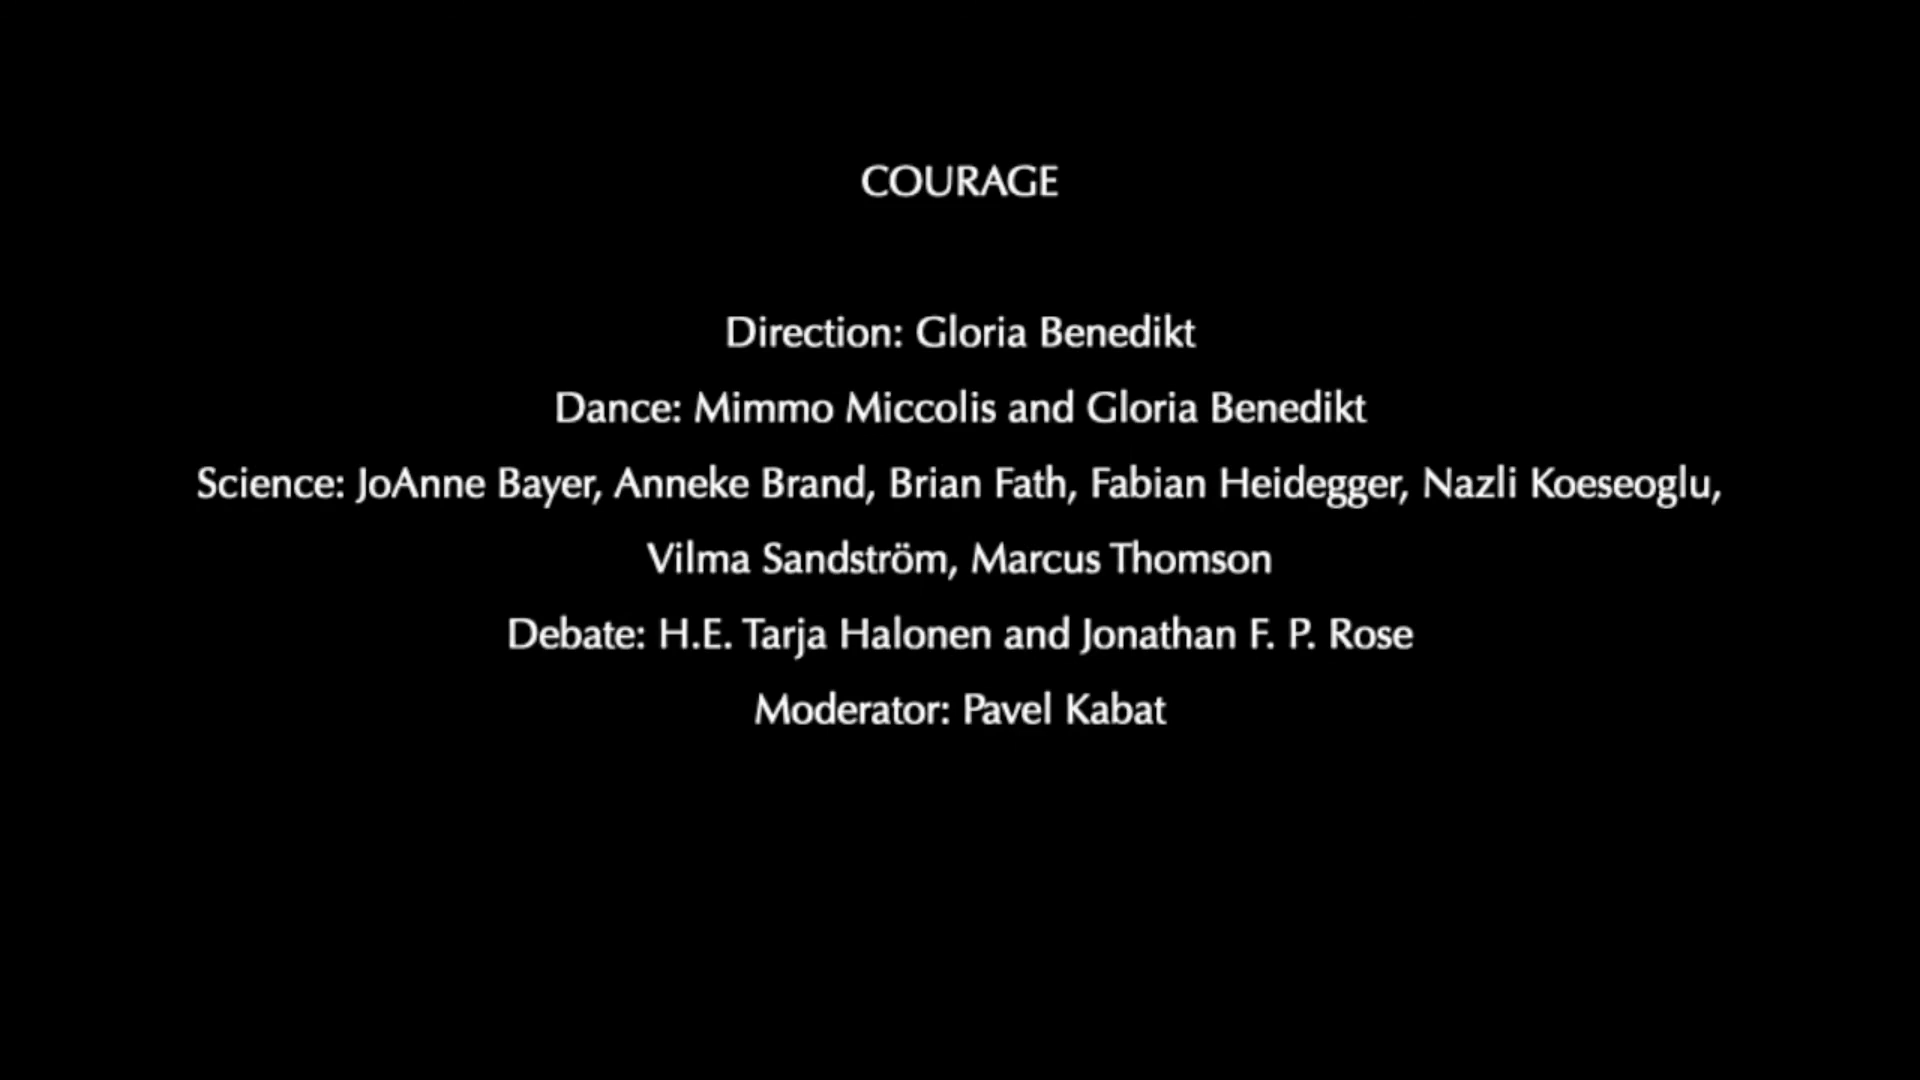 COURAGE
Direction: Gloria Benedikt
Dance: Mimmo Miccolis and Gloria Benedikt
Science: JoAnne Bayer, Anneke Brand, Brian Fath, Fabian Heidegger, Nazli Koeseoglu,
Vilma Sandström, Marcus Thomson
Debate: H.E. Tarja Halonen and Jonathan F. P. Rose
Moderator: Pavel Kabat